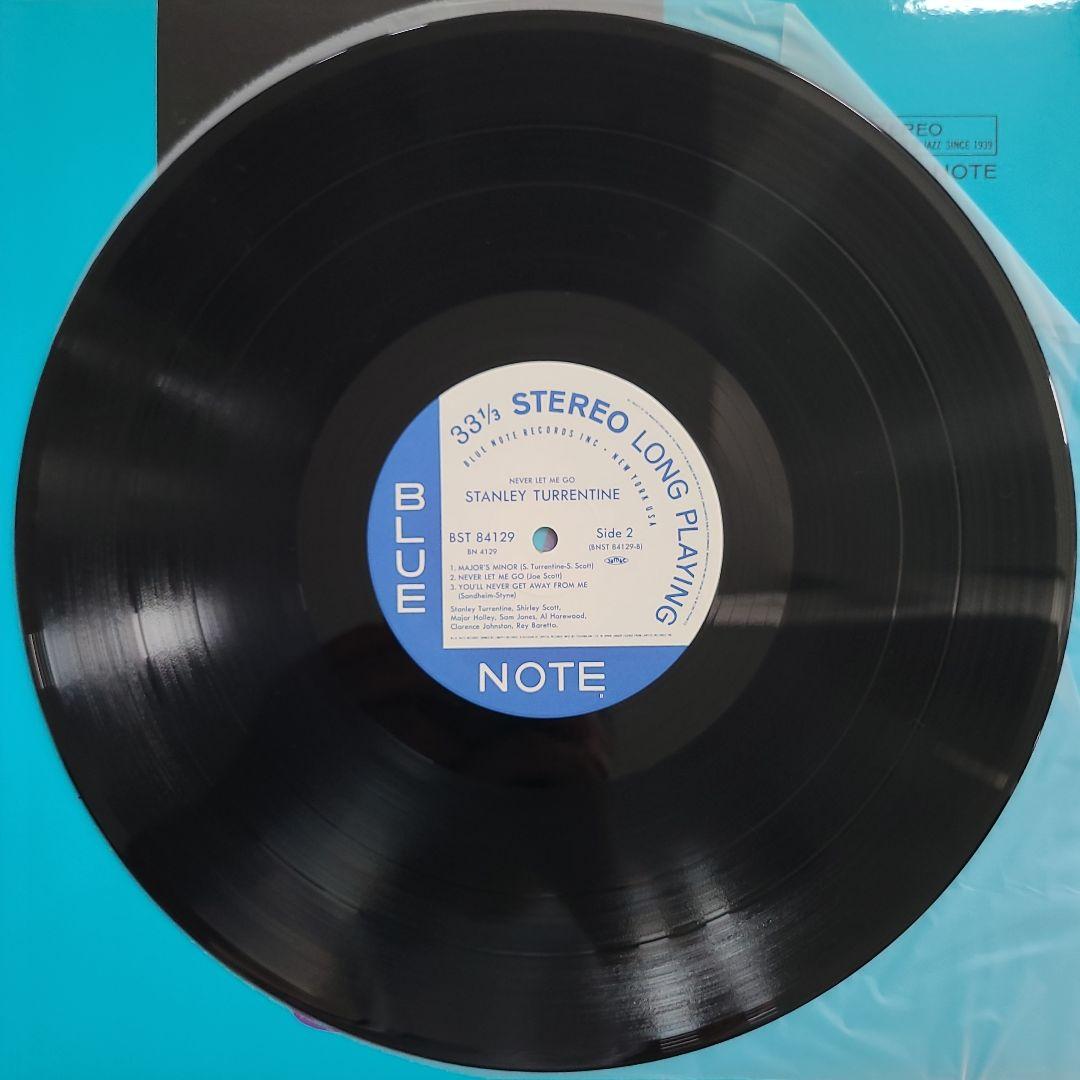 REO
JAZZ SINCE 1939
NOTE
33⅓ STEREO LONG PLAYING
BLUE NOTE RECORDS INC · NEW YORK USA
NEVER LET ME GO
STANLEY TURRENTINE
BST 84129
BN 4129
Side 2
(BNST 84129-B)
1. MAJOR'S MINOR (S. Turrentine-S. Scott)
2. NEVER LET ME GO (Joe Scott)
3. YOU'LL NEVER GET AWAY FROM ME
(Sondheim-Styne)
Stanley Turrentine, Shirley Scott,
Major Holley, Sam Jones, Al Harewood,
Clarence Johnston, Ray Baretto.
BLUE
NOTE